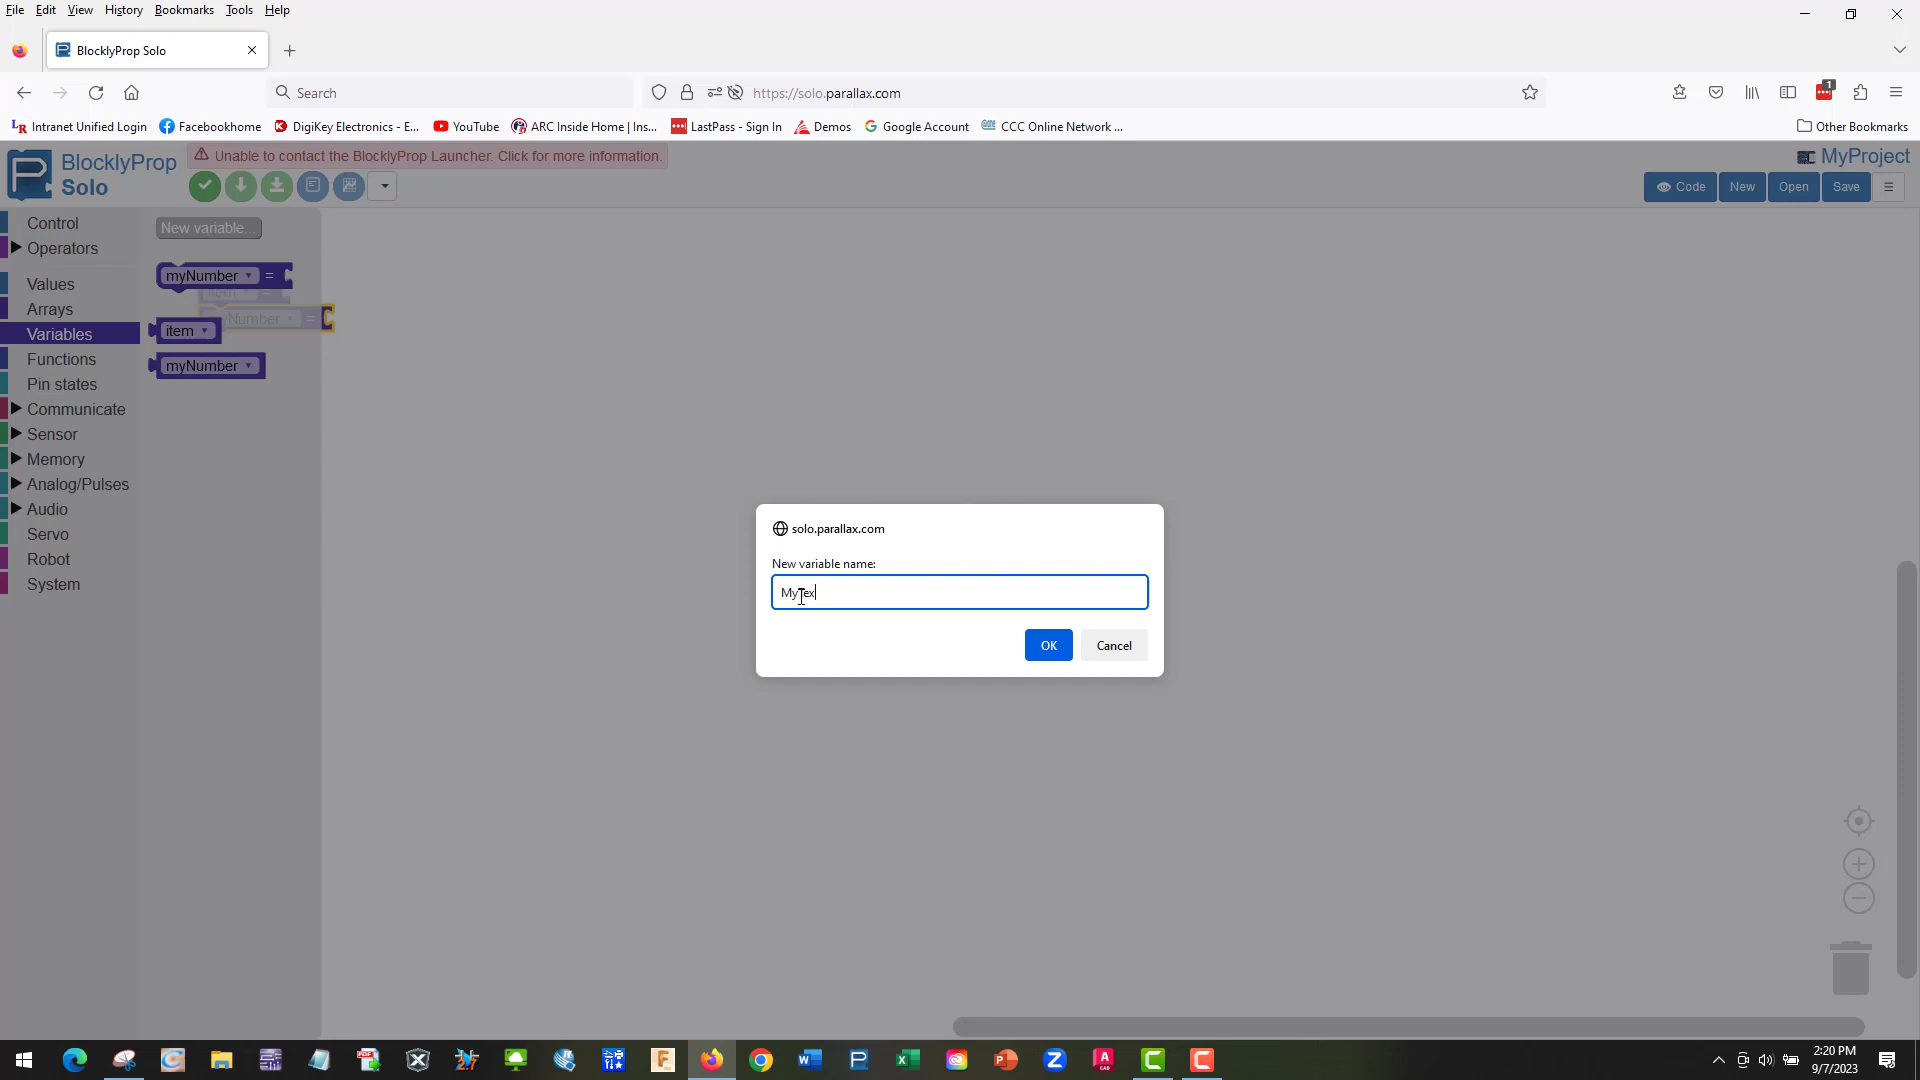 File Edit View History Bookmarks Tools Help
BlocklyProp Solo
Search
https://solo.parallax.com
1
Intranet Unified Login Facebookhome DigiKey Electronics - E... YouTube ARC Inside Home | Ins... LastPass - Sign In Demos Google Account CCC Online Network ... Other Bookmarks
BlocklyProp
Solo
Unable to contact the BlocklyProp Launcher. Click for more information.
MyProject
Code New Open Save
Control
Operators
Values
Arrays
Variables
Functions
Pin states
Communicate
Sensor
Memory
Analog/Pulses
Audio
Servo
Robot
System
New variable...
myNumber =
item =
yNumber =
item
myNumber
solo.parallax.com
New variable name:
OK Cancel
2:20 PM
9/7/2023